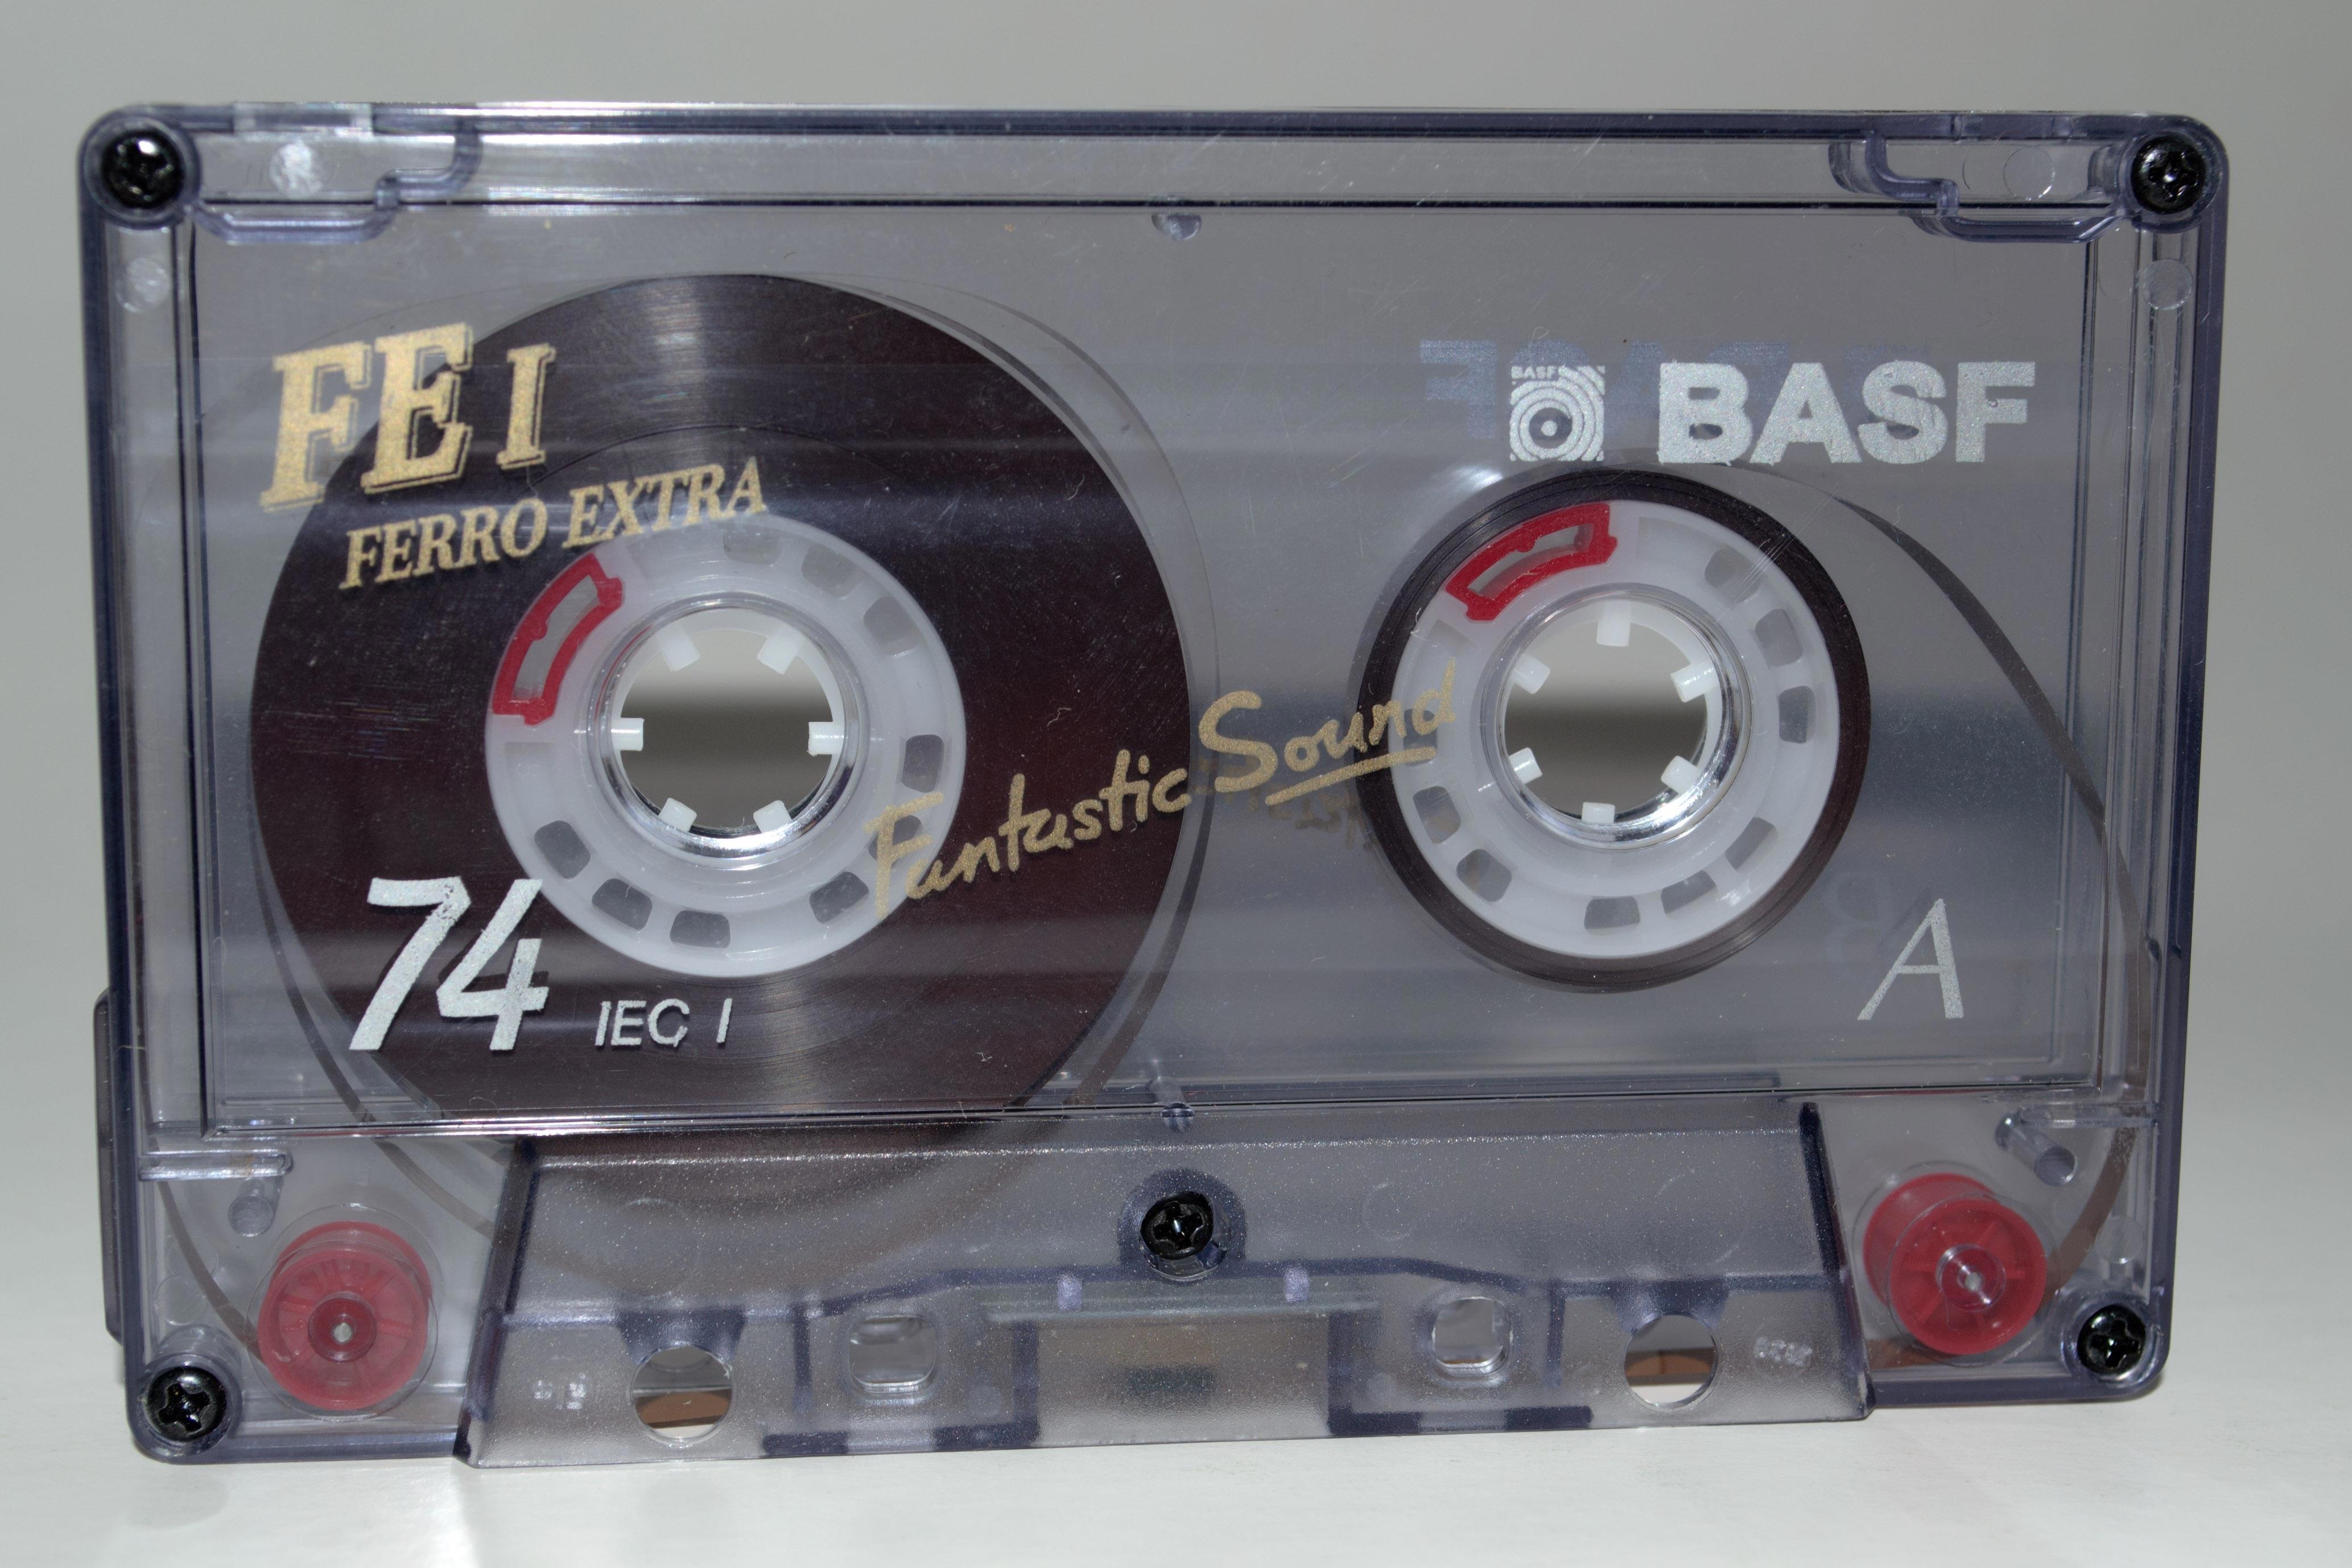 FE I
FERRO EXTRA
BASF
BASF
Fantastic Sound
74 IEC I
A